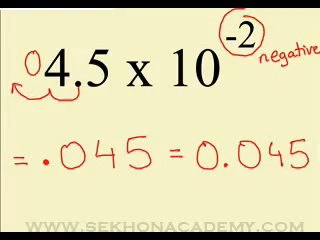 04.5 x 10^-2
negative
= .045 = 0.045
WWW.SEKHONACADEMY.COM